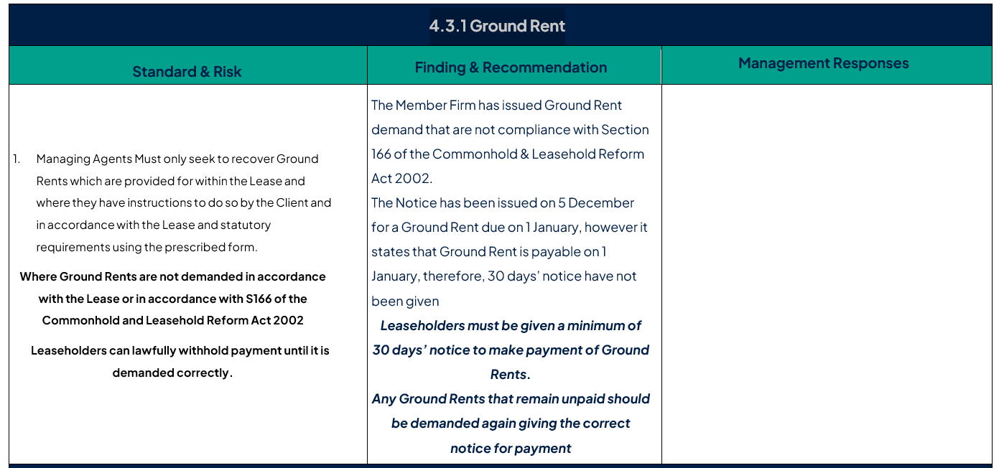 4.3.1 Ground Rent
Standard & Risk
Finding & Recommendation
Management Responses
1. Managing Agents Must only seek to recover Ground
Rents which are provided for within the Lease and
where they have instructions to do so by the Client and
in accordance with the Lease and statutory
requirements using the prescribed form.
Where Ground Rents are not demanded in accordance
with the Lease or in accordance with S166 of the
Commonhold and Leasehold Reform Act 2002
Leaseholders can lawfully withhold payment until it is
demanded correctly.
The Member Firm has issued Ground Rent
demand that are not compliance with Section
166 of the Commonhold & Leasehold Reform
Act 2002.
The Notice has been issued on 5 December
for a Ground Rent due on 1 January, however it
states that Ground Rent is payable on 1
January, therefore, 30 days’ notice have not
been given
Leaseholders must be given a minimum of
30 days’ notice to make payment of Ground
Rents.
Any Ground Rents that remain unpaid should
be demanded again giving the correct
notice for payment